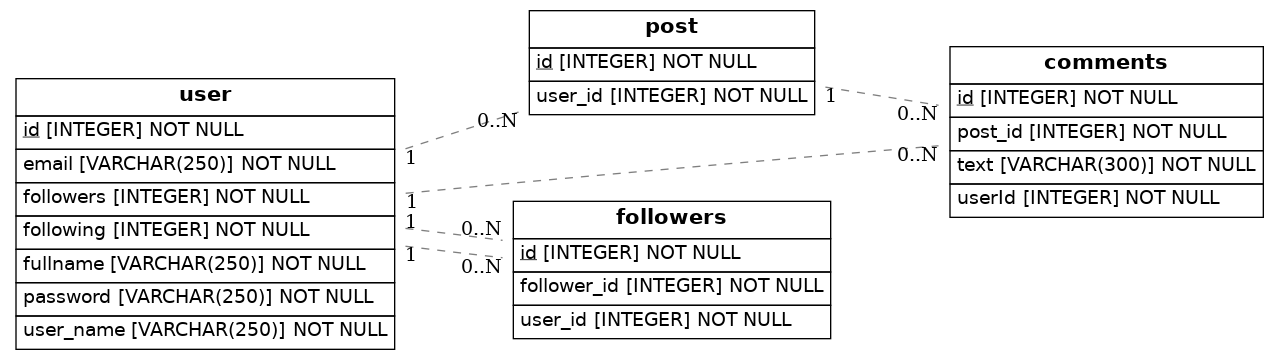 user
id [INTEGER] NOT NULL
email [VARCHAR(250)] NOT NULL
followers [INTEGER] NOT NULL
following [INTEGER] NOT NULL
fullname [VARCHAR(250)] NOT NULL
password [VARCHAR(250)] NOT NULL
user_name [VARCHAR(250)] NOT NULL
post
id [INTEGER] NOT NULL
user_id [INTEGER] NOT NULL
followers
id [INTEGER] NOT NULL
follower_id [INTEGER] NOT NULL
user_id [INTEGER] NOT NULL
comments
id [INTEGER] NOT NULL
post_id [INTEGER] NOT NULL
text [VARCHAR(300)] NOT NULL
userId [INTEGER] NOT NULL
1
0..N
1
0..N
1
0..N
1
0..N
1
0..N